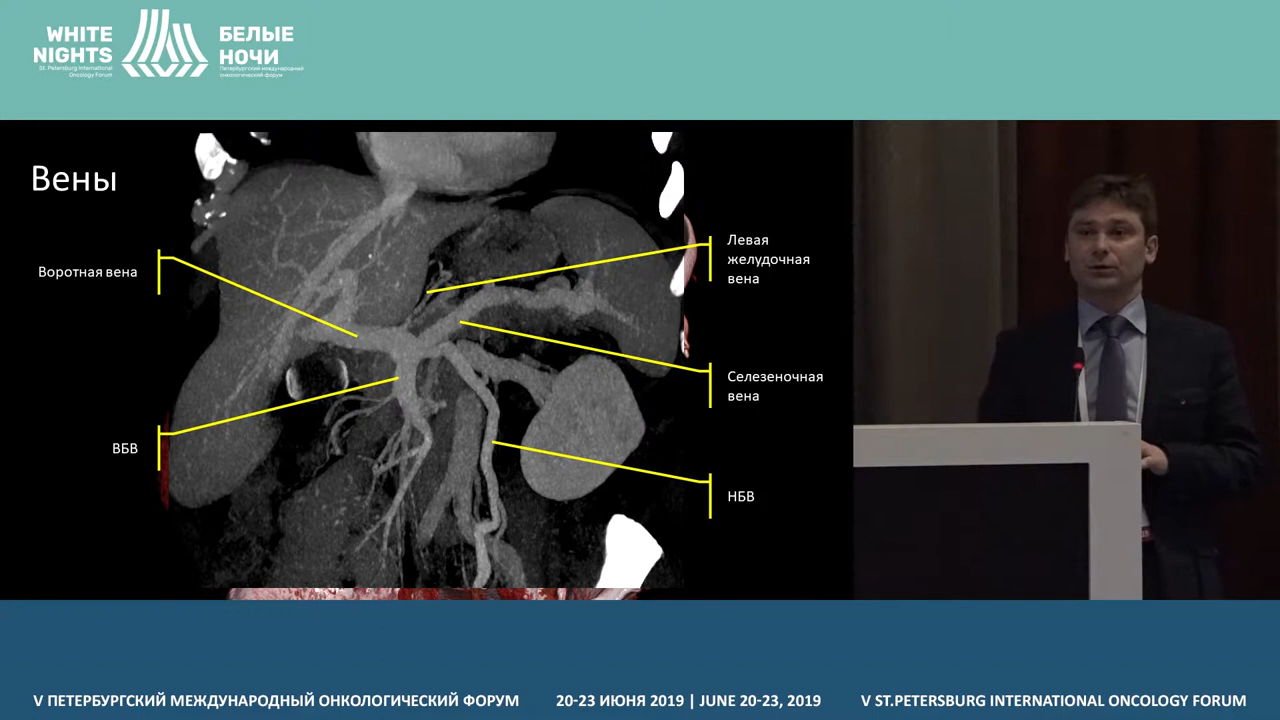 WHITE
NIGHTS
St. Petersburg International
Oncology Forum
БЕЛЫЕ
НОЧИ
Петербургский международный
онкологический форум
Вены
Воротная вена
ВБВ
Левая
желудочная
вена
Селезеночная
вена
НБВ
V ПЕТЕРБУРГСКИЙ МЕЖДУНАРОДНЫЙ ОНКОЛОГИЧЕСКИЙ ФОРУМ
20-23 ИЮНЯ 2019 | JUNE 20-23, 2019
V ST.PETERSBURG INTERNATIONAL ONCOLOGY FORUM